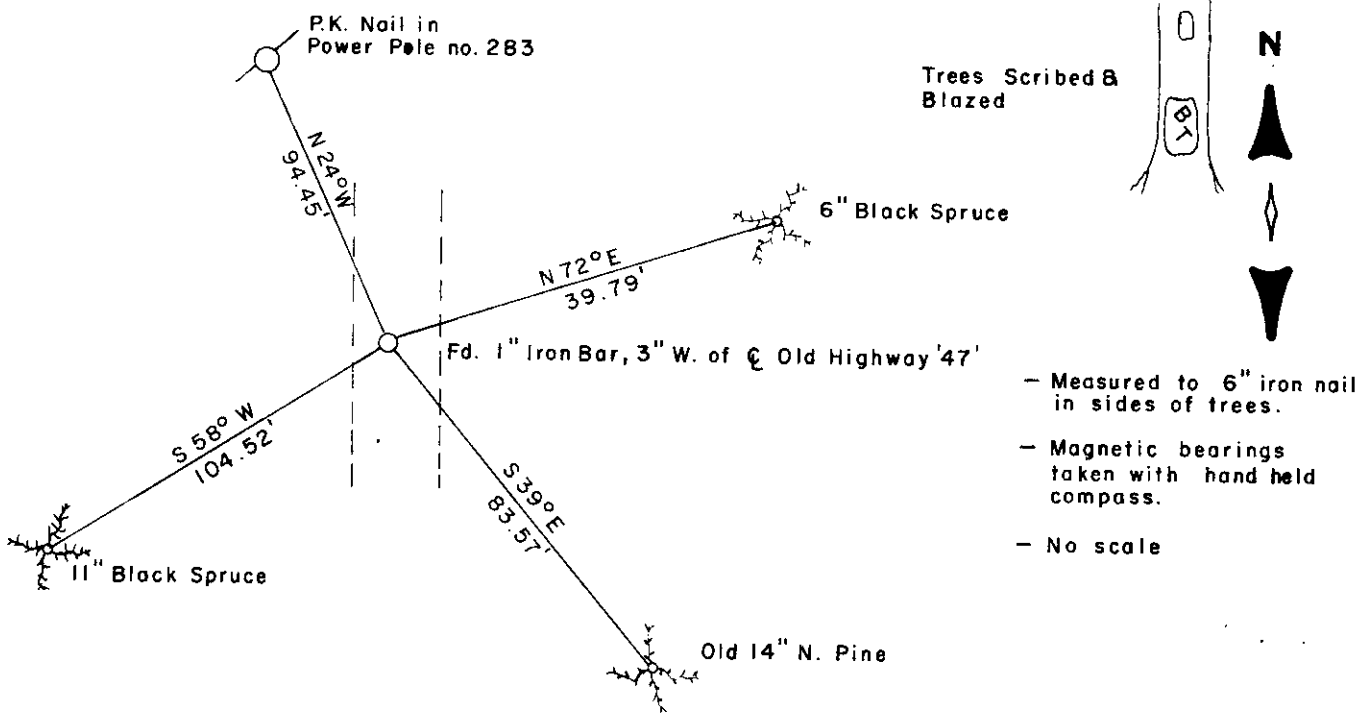 P.K. Nail in
Power Pole no. 283
Trees Scribed &
Blazed
BT
N
N 24° W
94.45'
6" Black Spruce
N 72° E
39.79'
Fd. 1" Iron Bar, 3" W. of ℄ Old Highway '47'
- Measured to 6" iron nail
in sides of trees.
S 58° W
104.52'
- Magnetic bearings
taken with hand held
compass.
S 39° E
83.57'
- No scale
11" Black Spruce
Old 14" N. Pine